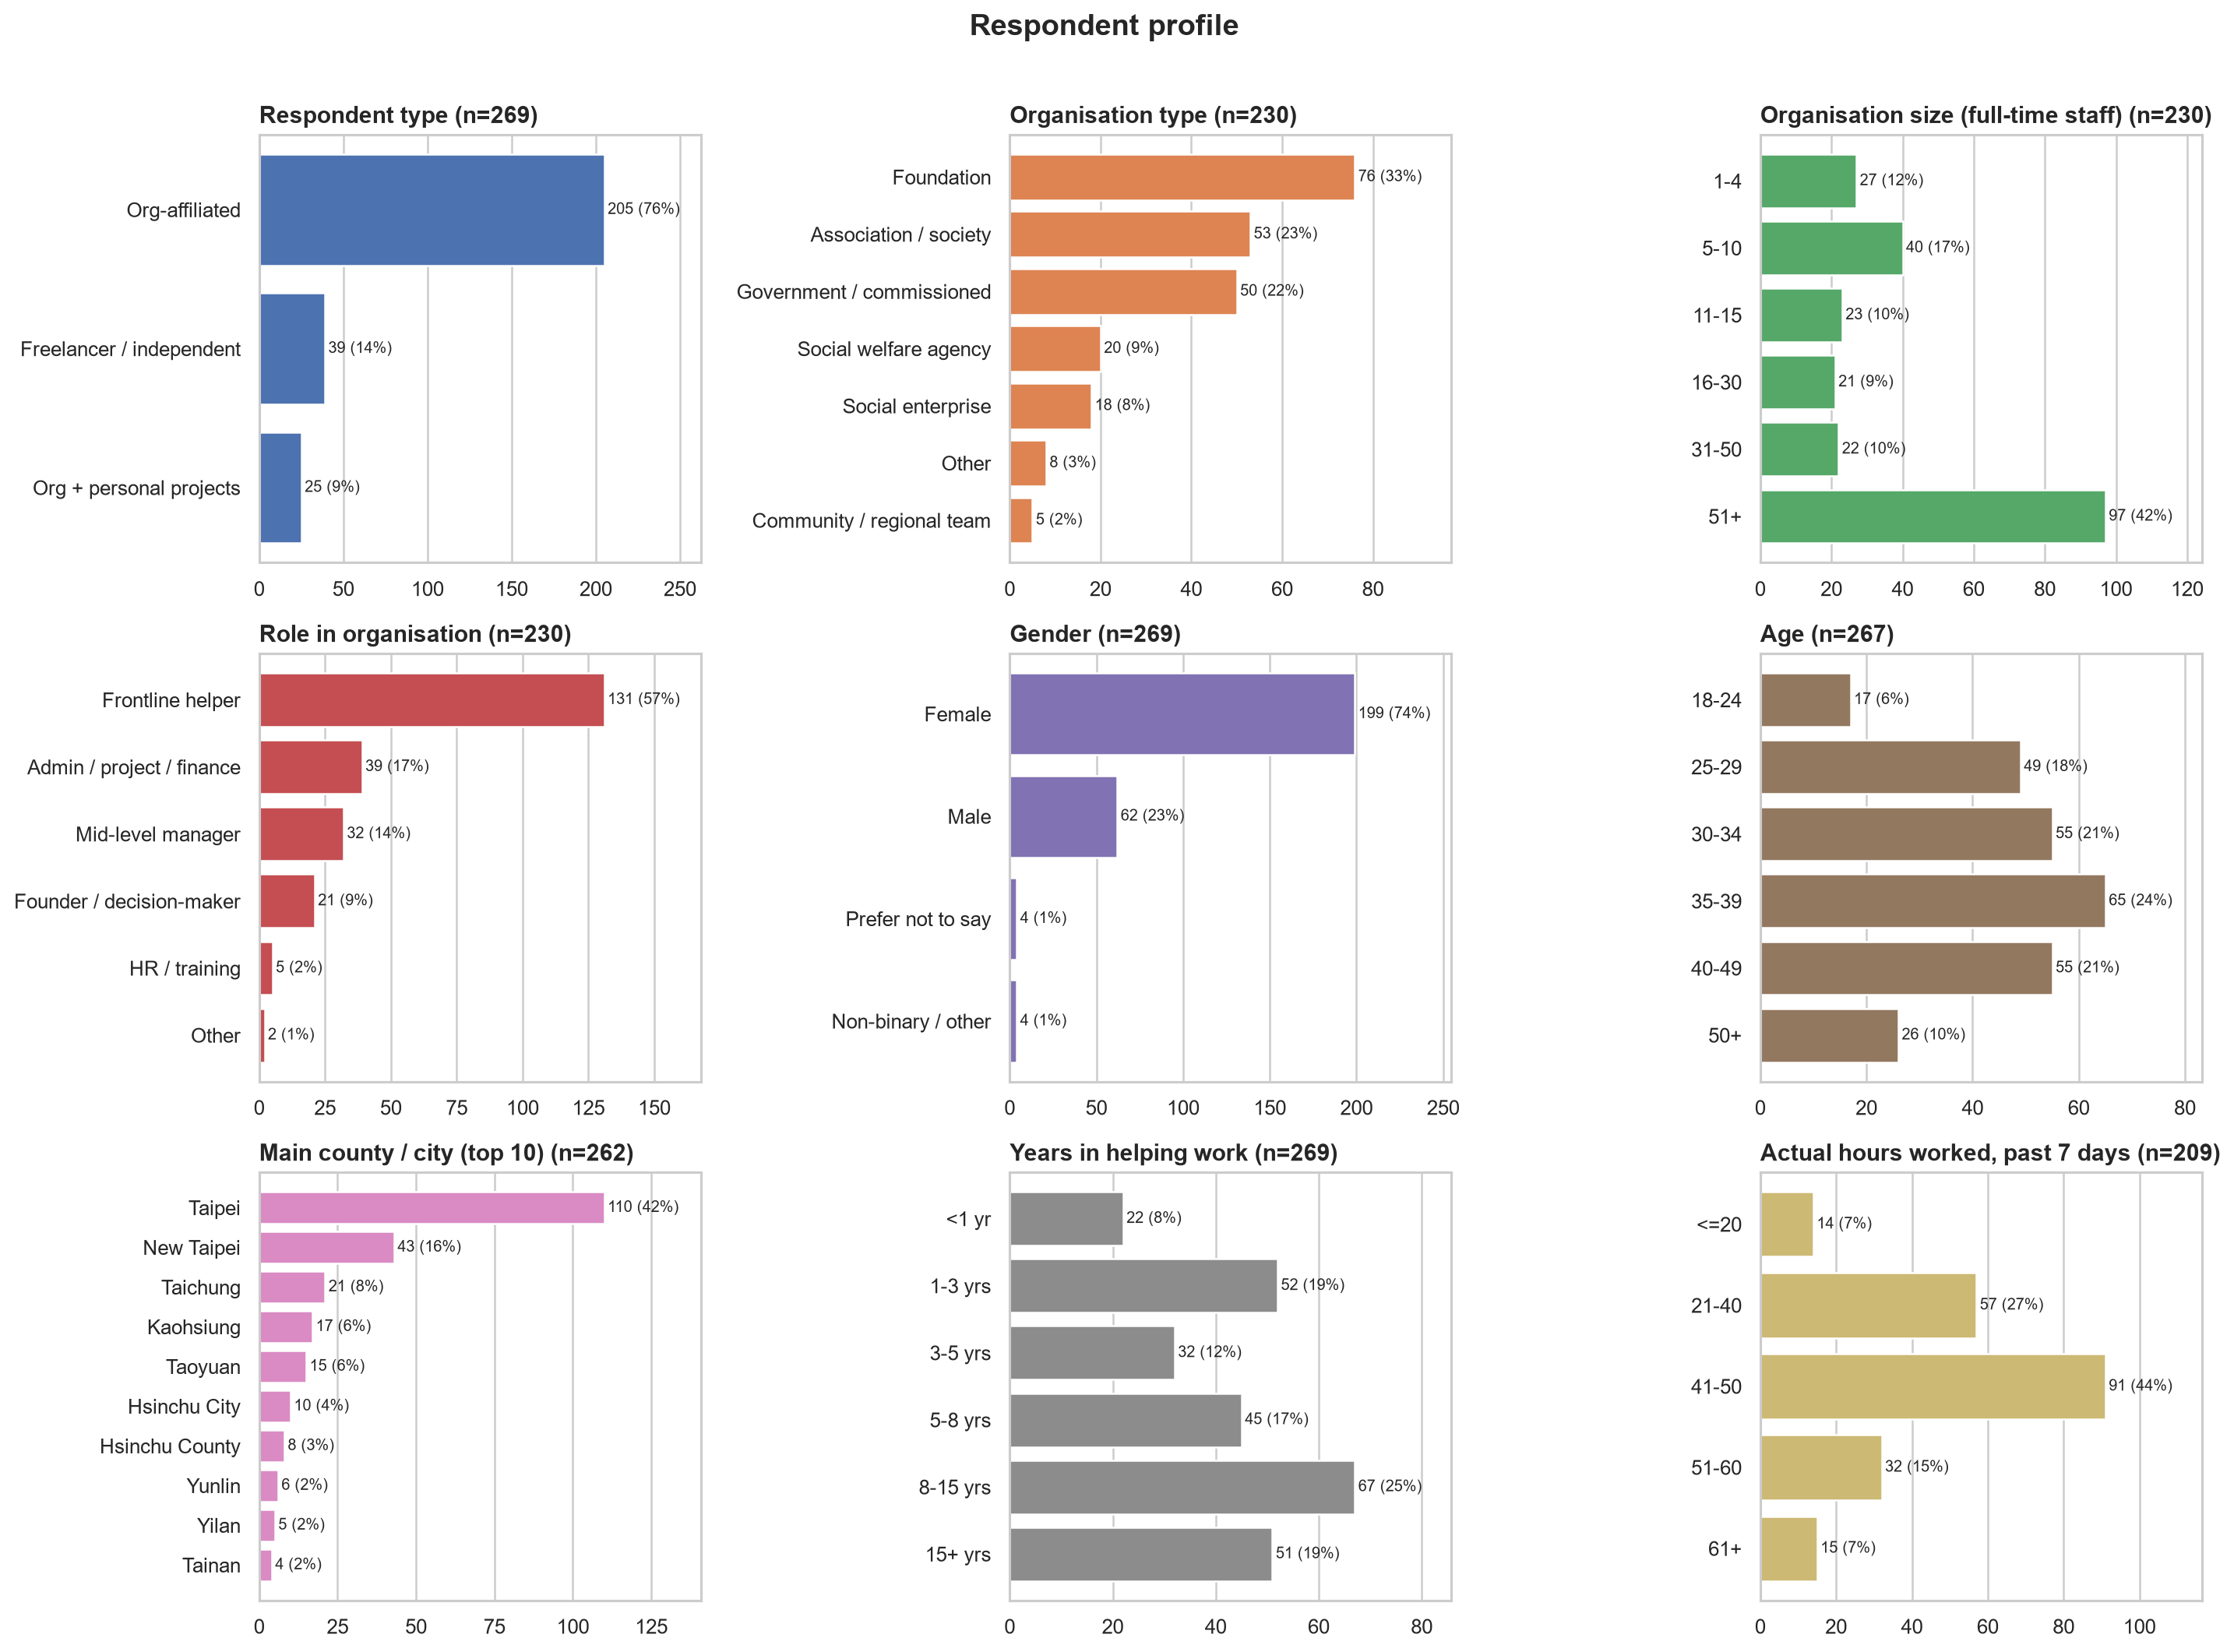 Respondent profile
Respondent type (n=269)
Org-affiliated
205 (76%)
Freelancer / independent
39 (14%)
Org + personal projects
25 (9%)
0 50 100 150 200 250
Organisation type (n=230)
Foundation
76 (33%)
Association / society
53 (23%)
Government / commissioned
50 (22%)
Social welfare agency
20 (9%)
Social enterprise
18 (8%)
Other
8 (3%)
Community / regional team
5 (2%)
0 20 40 60 80
Organisation size (full-time staff) (n=230)
1-4
27 (12%)
5-10
40 (17%)
11-15
23 (10%)
16-30
21 (9%)
31-50
22 (10%)
51+
97 (42%)
0 20 40 60 80 100 120
Role in organisation (n=230)
Frontline helper
131 (57%)
Admin / project / finance
39 (17%)
Mid-level manager
32 (14%)
Founder / decision-maker
21 (9%)
HR / training
5 (2%)
Other
2 (1%)
0 25 50 75 100 125 150
Gender (n=269)
Female
199 (74%)
Male
62 (23%)
Prefer not to say
4 (1%)
Non-binary / other
4 (1%)
0 50 100 150 200 250
Age (n=267)
18-24
17 (6%)
25-29
49 (18%)
30-34
55 (21%)
35-39
65 (24%)
40-49
55 (21%)
50+
26 (10%)
0 20 40 60 80
Main county / city (top 10) (n=262)
Taipei
110 (42%)
New Taipei
43 (16%)
Taichung
21 (8%)
Kaohsiung
17 (6%)
Taoyuan
15 (6%)
Hsinchu City
10 (4%)
Hsinchu County
8 (3%)
Yunlin
6 (2%)
Yilan
5 (2%)
Tainan
4 (2%)
0 25 50 75 100 125
Years in helping work (n=269)
<1 yr
22 (8%)
1-3 yrs
52 (19%)
3-5 yrs
32 (12%)
5-8 yrs
45 (17%)
8-15 yrs
67 (25%)
15+ yrs
51 (19%)
0 20 40 60 80
Actual hours worked, past 7 days (n=209)
<=20
14 (7%)
21-40
57 (27%)
41-50
91 (44%)
51-60
32 (15%)
61+
15 (7%)
0 20 40 60 80 100